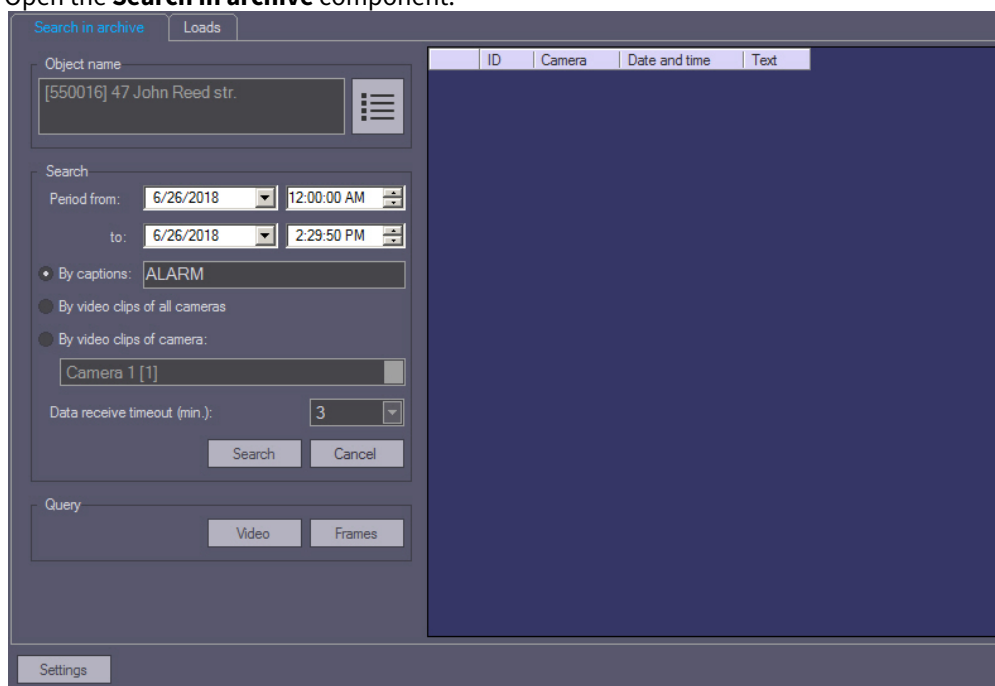 Open the Search in archive component.
Search in archive
Loads
Object name
[550016] 47 John Reed str.
Search
Period from: 6/26/2018 12:00:00 AM
to: 6/26/2018 2:29:50 PM
By captions: ALARM
By video clips of all cameras
By video clips of camera:
Camera 1 [1]
Data receive timeout (min.): 3
Search Cancel
Query
Video Frames
ID Camera Date and time Text
Settings